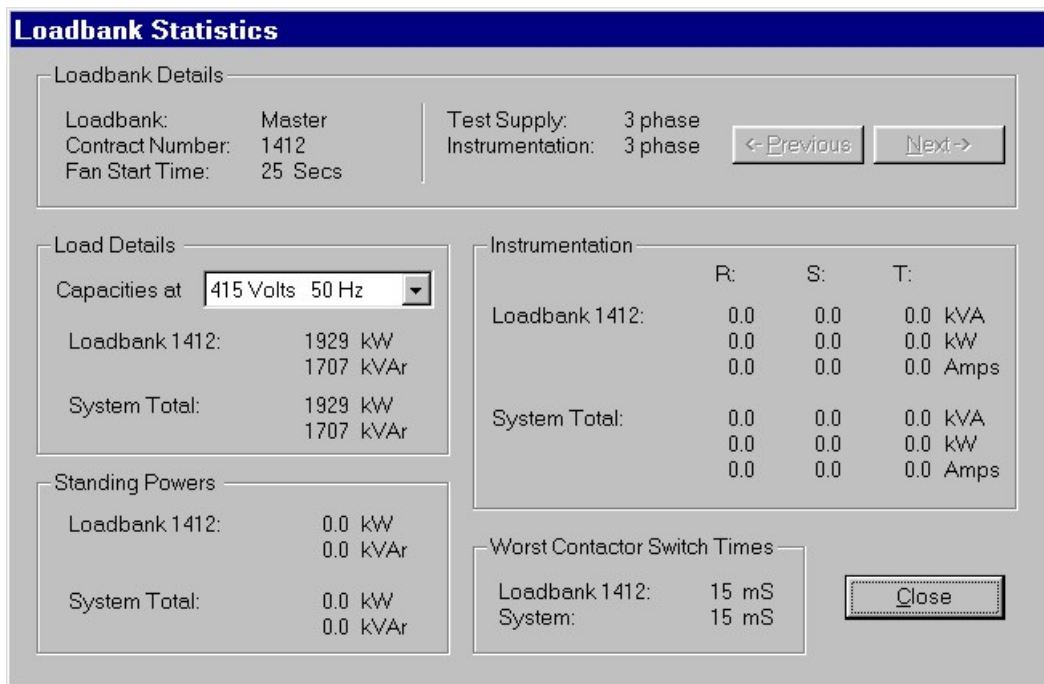 Loadbank Statistics
Loadbank Details
Loadbank: Master
Contract Number: 1412
Fan Start Time: 25 Secs
Test Supply: 3 phase
Instrumentation: 3 phase
<-Previous
Next->
Load Details
Capacities at 415 Volts 50 Hz
Loadbank 1412: 1929 kW
1707 kVAr
System Total: 1929 kW
1707 kVAr
Standing Powers
Loadbank 1412: 0.0 kW
0.0 kVAr
System Total: 0.0 kW
0.0 kVAr
Instrumentation
R: S: T:
Loadbank 1412: 0.0 0.0 0.0 kVA
0.0 0.0 0.0 kW
0.0 0.0 0.0 Amps
System Total: 0.0 0.0 0.0 kVA
0.0 0.0 0.0 kW
0.0 0.0 0.0 Amps
Worst Contactor Switch Times
Loadbank 1412: 15 mS
System: 15 mS
Close